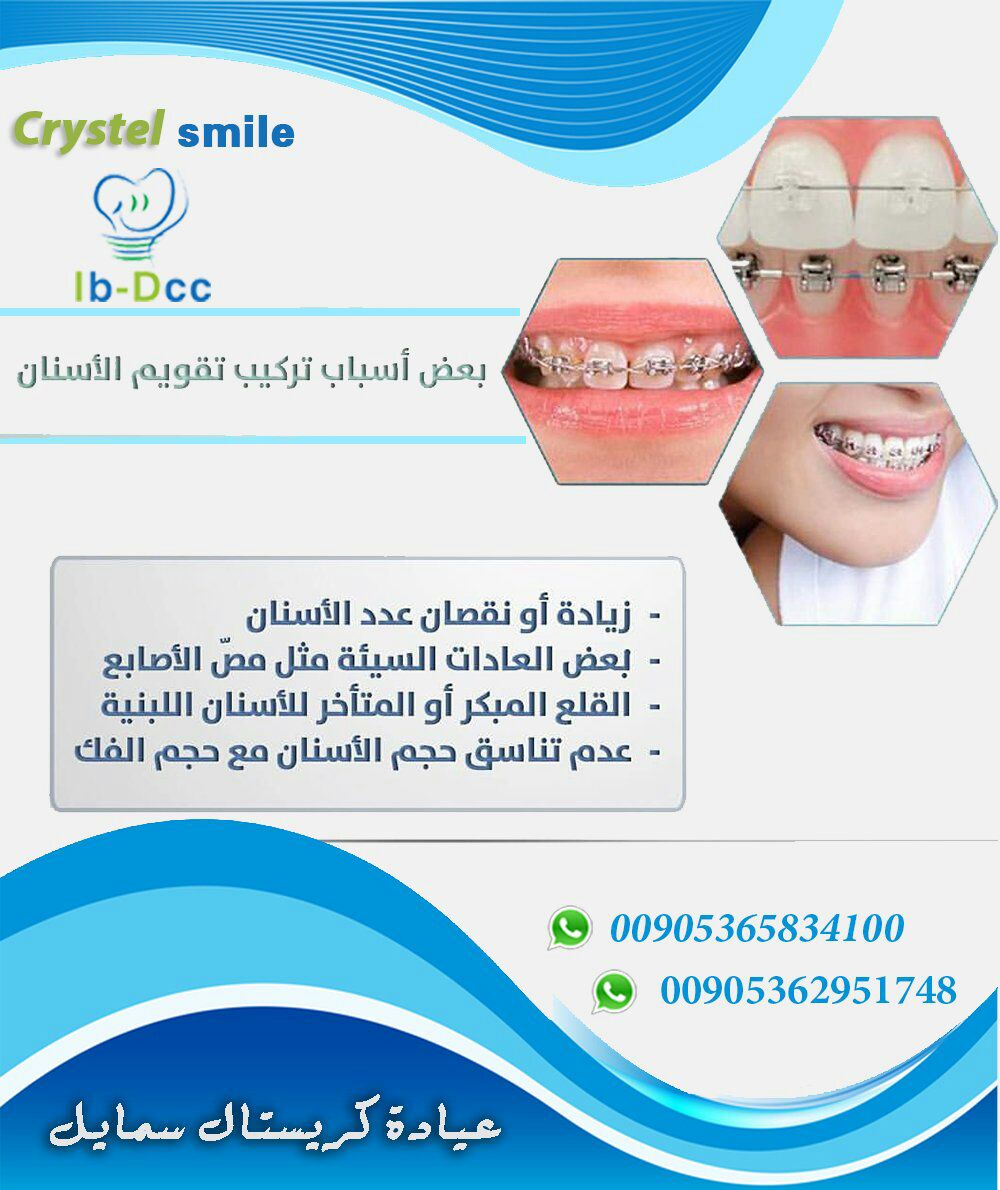 Crystel smile
Ib-Dcc
بعض أسباب تركيب تقويم الأسنان
- زيادة أو نقصان عدد الأسنان
- بعض العادات السيئة مثل مصّ الأصابع
- القلع المبكر أو المتأخر للأسنان اللبنية
- عدم تناسق حجم الأسنان مع حجم الفك
00905365834100
00905362951748
عيادة كريستال سمايل